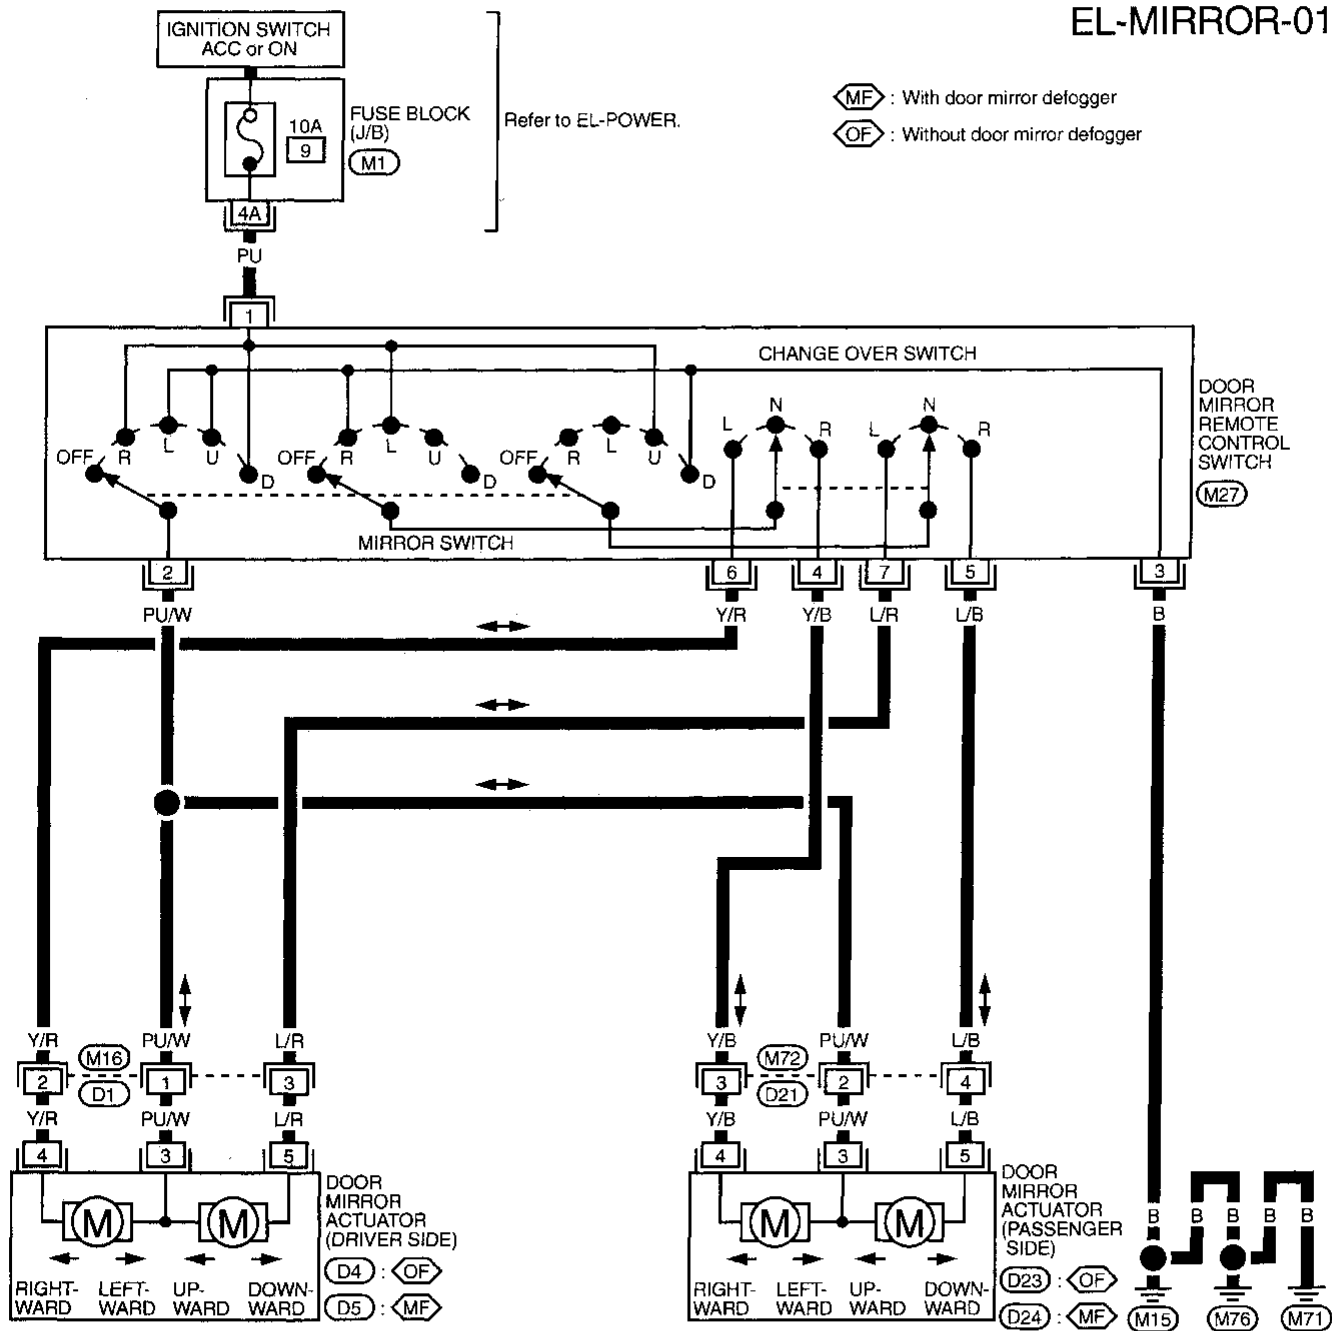 EL-MIRROR-01
IGNITION SWITCH
ACC or ON
10A
9
FUSE BLOCK
(J/B)
M1
Refer to EL-POWER.
MF : With door mirror defogger
OF : Without door mirror defogger
4A
PU
1
CHANGE OVER SWITCH
OFF R L U D
OFF R L U D
OFF R L U D
L N R
L N R
MIRROR SWITCH
DOOR
MIRROR
REMOTE
CONTROL
SWITCH
M27
2 6 4 7 5 3
PU/W Y/R Y/B L/R L/B B
Y/R PU/W L/R Y/B PU/W L/B
M16 M72
2 1 3 3 2 4
D1 D21
Y/R PU/W L/R Y/B PU/W L/B
4 3 5 4 3 5
M M M M
RIGHT-
WARD
LEFT-
WARD
UP-
WARD
DOWN-
WARD
DOOR
MIRROR
ACTUATOR
(DRIVER SIDE)
D4 : OF
D5 : MF
RIGHT-
WARD
LEFT-
WARD
UP-
WARD
DOWN-
WARD
DOOR
MIRROR
ACTUATOR
(PASSENGER
SIDE)
D23 : OF
D24 : MF
B B B B B
M15 M76 M71